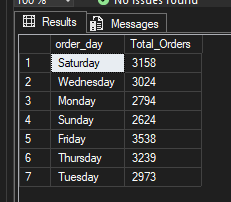 100 %
No issues found
Results Messages
order_day Total_Orders
1 Saturday 3158
2 Wednesday 3024
3 Monday 2794
4 Sunday 2624
5 Friday 3538
6 Thursday 3239
7 Tuesday 2973